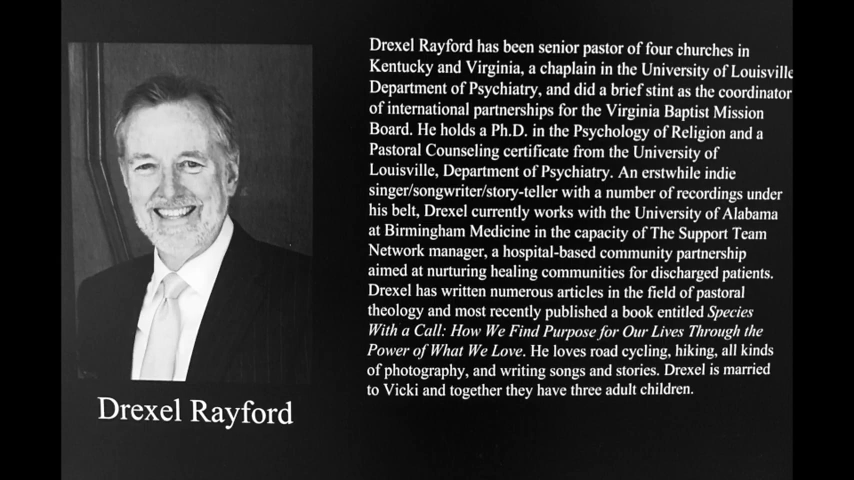 Drexel Rayford has been senior pastor of four churches in
Kentucky and Virginia, a chaplain in the University of Louisville
Department of Psychiatry, and did a brief stint as the coordinator
of international partnerships for the Virginia Baptist Mission
Board. He holds a Ph.D. in the Psychology of Religion and a
Pastoral Counseling certificate from the University of
Louisville, Department of Psychiatry. An erstwhile indie
singer/songwriter/story-teller with a number of recordings under
his belt, Drexel currently works with the University of Alabama
at Birmingham Medicine in the capacity of The Support Team
Network manager, a hospital-based community partnership
aimed at nurturing healing communities for discharged patients.
Drexel has written numerous articles in the field of pastoral
theology and most recently published a book entitled Species
With a Call: How We Find Purpose for Our Lives Through the
Power of What We Love. He loves road cycling, hiking, all kinds
of photography, and writing songs and stories. Drexel is married
to Vicki and together they have three adult children.
Drexel Rayford